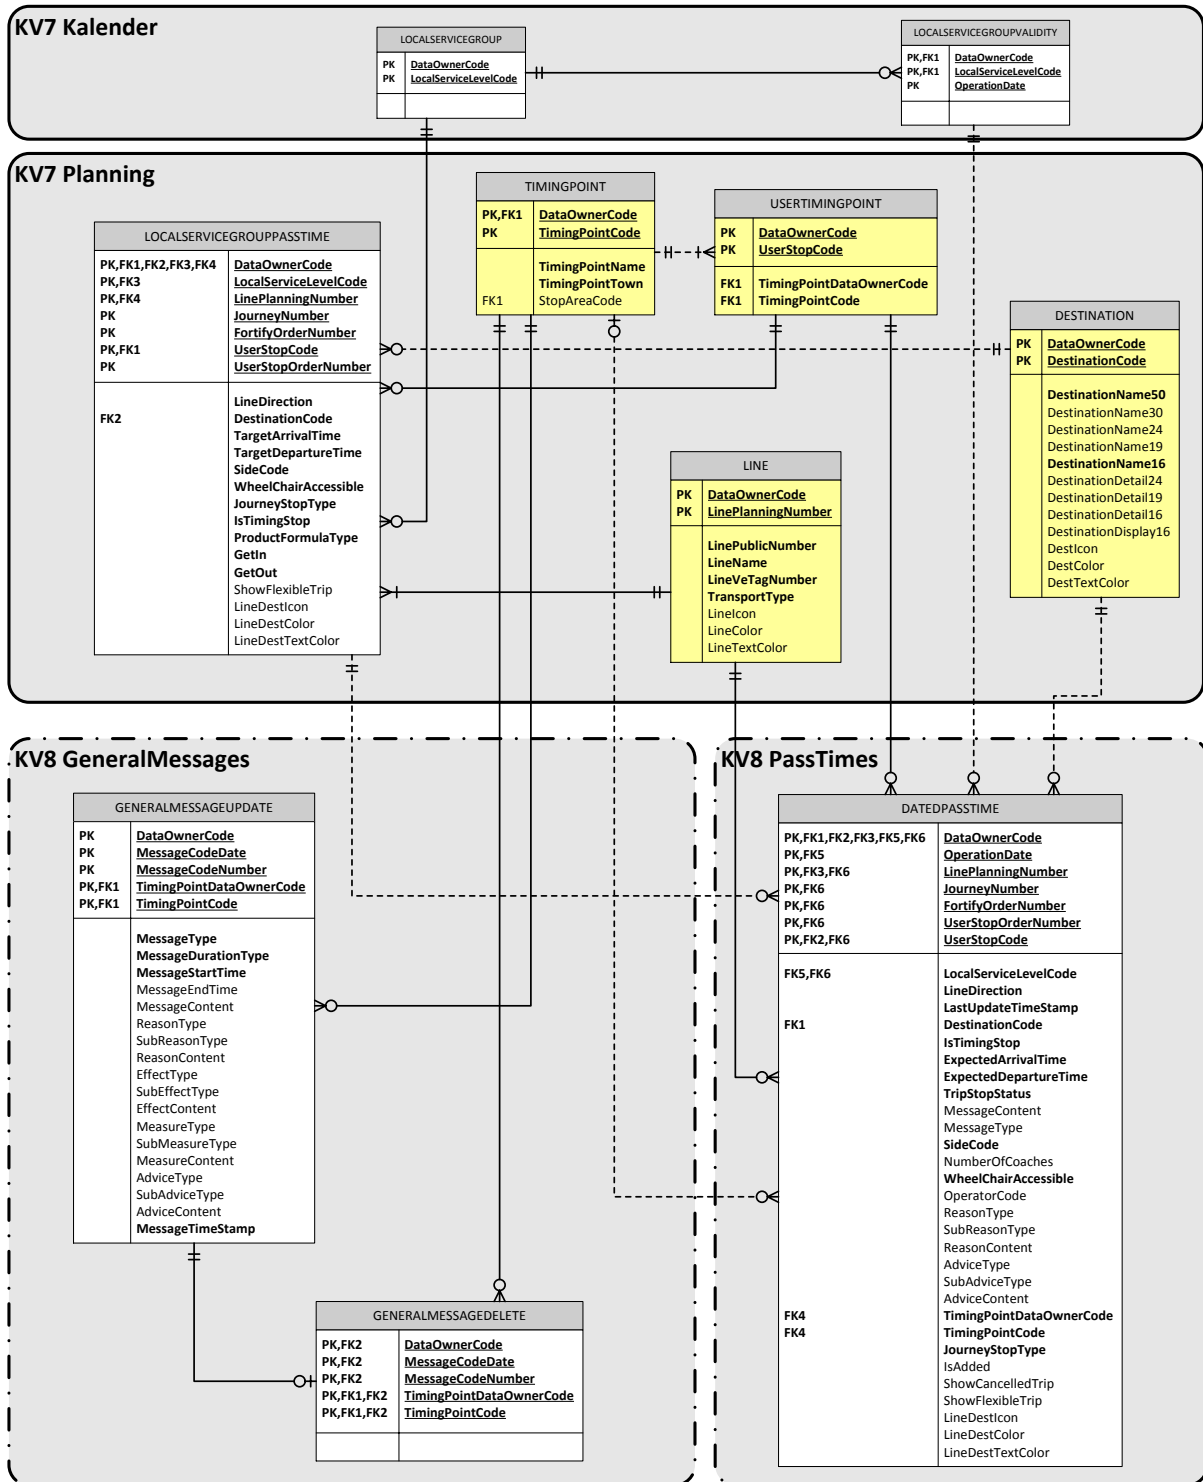 KV7 Kalender
LOCALSERVICEGROUP
PK DataOwnerCode
PK LocalServiceLevelCode
LOCALSERVICEGROUPVALIDITY
PK,FK1 DataOwnerCode
PK,FK1 LocalServiceLevelCode
PK OperationDate
KV7 Planning
LOCALSERVICEGROUPPASSTIME
PK,FK1,FK2,FK3,FK4 DataOwnerCode
PK,FK3 LocalServiceLevelCode
PK,FK4 LinePlanningNumber
PK JourneyNumber
PK FortifyOrderNumber
PK,FK1 UserStopCode
PK UserStopOrderNumber
LineDirection
FK2 DestinationCode
TargetArrivalTime
TargetDepartureTime
SideCode
WheelChairAccessible
JourneyStopType
IsTimingStop
ProductFormulaType
GetIn
GetOut
ShowFlexibleTrip
LineDestIcon
LineDestColor
LineDestTextColor
TIMINGPOINT
PK,FK1 DataOwnerCode
PK TimingPointCode
TimingPointName
TimingPointTown
FK1 StopAreaCode
USERTIMINGPOINT
PK DataOwnerCode
PK UserStopCode
FK1 TimingPointDataOwnerCode
FK1 TimingPointCode
DESTINATION
PK DataOwnerCode
PK DestinationCode
DestinationName50
DestinationName30
DestinationName24
DestinationName19
DestinationName16
DestinationDetail24
DestinationDetail19
DestinationDetail16
DestinationDisplay16
DestIcon
DestColor
DestTextColor
LINE
PK DataOwnerCode
PK LinePlanningNumber
LinePublicNumber
LineName
LineVeTagNumber
TransportType
LineIcon
LineColor
LineTextColor
KV8 GeneralMessages
GENERALMESSAGEUPDATE
PK DataOwnerCode
PK MessageCodeDate
PK MessageCodeNumber
PK,FK1 TimingPointDataOwnerCode
PK,FK1 TimingPointCode
MessageType
MessageDurationType
MessageStartTime
MessageEndTime
MessageContent
ReasonType
SubReasonType
ReasonContent
EffectType
SubEffectType
EffectContent
MeasureType
SubMeasureType
MeasureContent
AdviceType
SubAdviceType
AdviceContent
MessageTimeStamp
GENERALMESSAGEDELETE
PK,FK2 DataOwnerCode
PK,FK2 MessageCodeDate
PK,FK2 MessageCodeNumber
PK,FK1,FK2 TimingPointDataOwnerCode
PK,FK1,FK2 TimingPointCode
KV8 PassTimes
DATEDPASSTIME
PK,FK1,FK2,FK3,FK5,FK6 DataOwnerCode
PK,FK5 OperationDate
PK,FK3,FK6 LinePlanningNumber
PK,FK6 JourneyNumber
PK,FK6 FortifyOrderNumber
PK,FK6 UserStopOrderNumber
PK,FK2,FK6 UserStopCode
FK5,FK6 LocalServiceLevelCode
LineDirection
LastUpdateTimeStamp
FK1 DestinationCode
IsTimingStop
ExpectedArrivalTime
ExpectedDepartureTime
TripStopStatus
MessageContent
MessageType
SideCode
NumberOfCoaches
WheelChairAccessible
OperatorCode
ReasonType
SubReasonType
ReasonContent
AdviceType
SubAdviceType
AdviceContent
FK4 TimingPointDataOwnerCode
FK4 TimingPointCode
JourneyStopType
IsAdded
ShowCancelledTrip
ShowFlexibleTrip
LineDestIcon
LineDestColor
LineDestTextColor